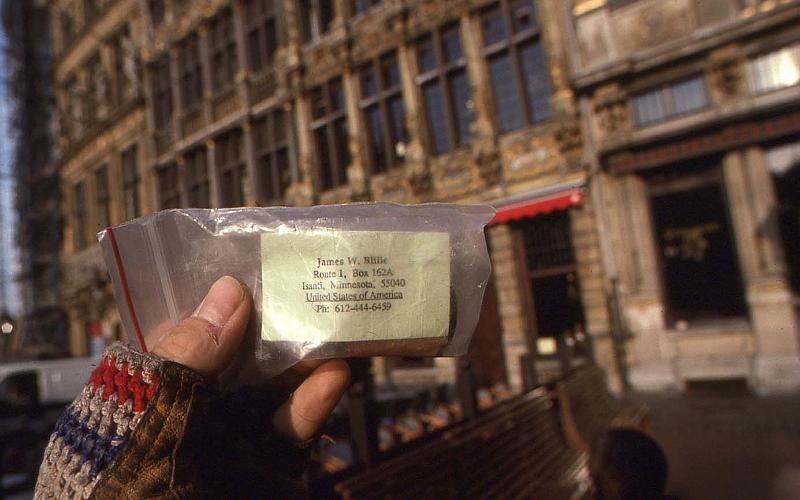 James W. Blilie
Route 1, Box 162A
Isanti, Minnesota, 55040
United States of America
Ph: 612-444-6459